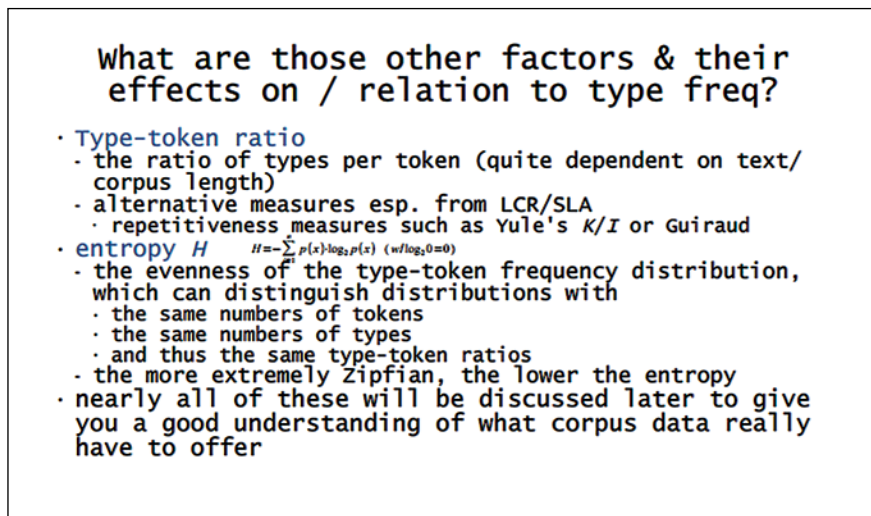 What are those other factors & their
effects on / relation to type freq?
· Type-token ratio
- the ratio of types per token (quite dependent on text/
corpus length)
- alternative measures esp. from LCR/SLA
· repetitiveness measures such as Yule's K/I or Guiraud
· entropy H H=-∑ p(x)·log₂p(x) (w/log₂0=0)
- the evenness of the type-token frequency distribution,
which can distinguish distributions with
· the same numbers of tokens
· the same numbers of types
· and thus the same type-token ratios
- the more extremely Zipfian, the lower the entropy
· nearly all of these will be discussed later to give
you a good understanding of what corpus data really
have to offer